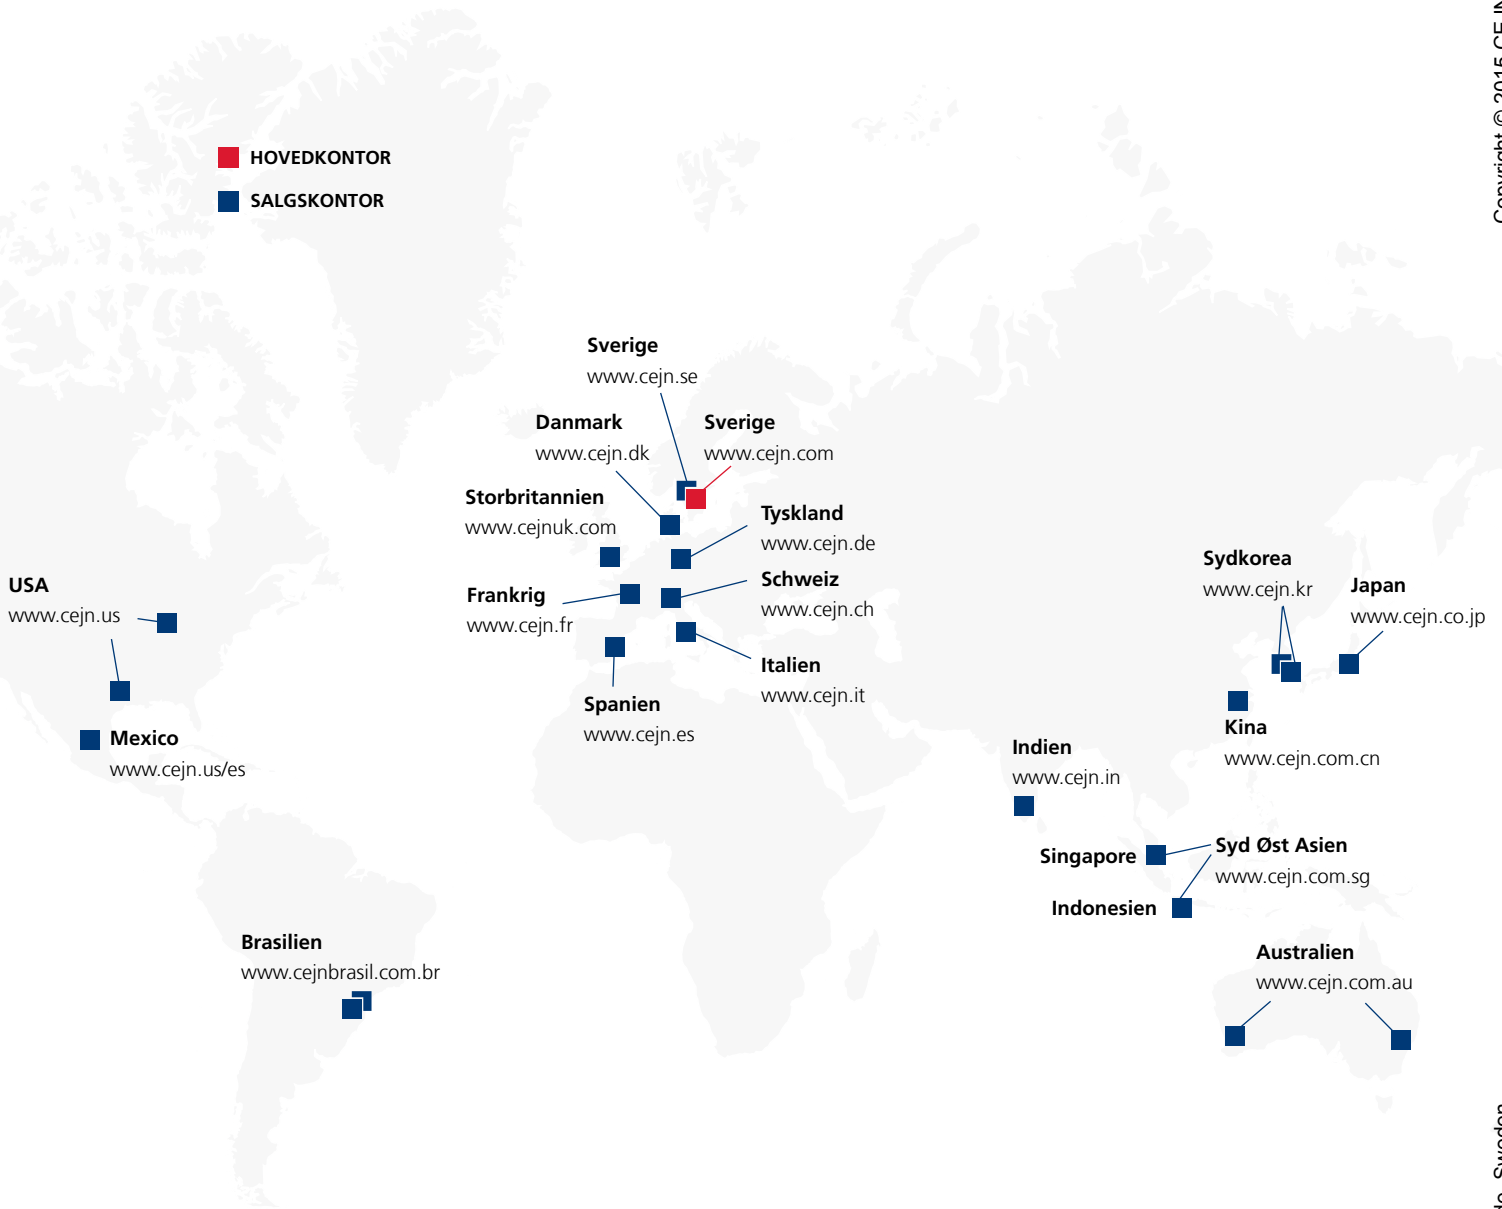 HOVEDKONTOR
SALGSKONTOR
Sverige
www.cejn.se
Danmark
www.cejn.dk
Sverige
www.cejn.com
Storbritannien
www.cejnuk.com
Tyskland
www.cejn.de
Schweiz
www.cejn.ch
Frankrig
www.cejn.fr
Italien
www.cejn.it
Spanien
www.cejn.es
USA
www.cejn.us
Mexico
www.cejn.us/es
Brasilien
www.cejnbrasil.com.br
Sydkorea
www.cejn.kr
Japan
www.cejn.co.jp
Kina
www.cejn.com.cn
Indien
www.cejn.in
Singapore
Syd Øst Asien
www.cejn.com.sg
Indonesien
Australien
www.cejn.com.au
Copyright © 2015 CEJN
Sweden